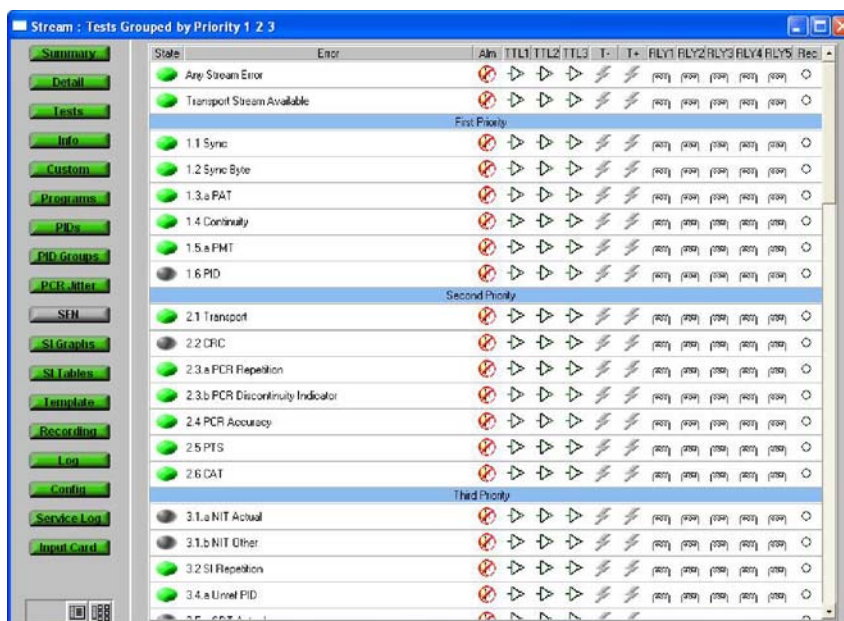 Stream : Tests Grouped by Priority 1 2 3
Summary
Detail
Tests
Info
Custom
Programs
PIDs
PID Groups
PCR Jitter
SFN
SI Graphs
SI Tables
Template
Recording
Log
Config
Service Log
Input Card
State Error Alm TTL1 TTL2 TTL3 T- T+ RLY1 RLY2 RLY3 RLY4 RLY5 Rec
Any Stream Error
Transport Stream Available
First Priority
1.1 Sync
1.2 Sync Byte
1.3.a PAT
1.4 Continuity
1.5.a PMT
1.6 PID
Second Priority
2.1 Transport
2.2 CRC
2.3.a PCR Repetition
2.3.b PCR Discontinuity Indicator
2.4 PCR Accuracy
2.5 PTS
2.6 CAT
Third Priority
3.1.a NIT Actual
3.1.b NIT Other
3.2 SI Repetition
3.4.a Unref PID